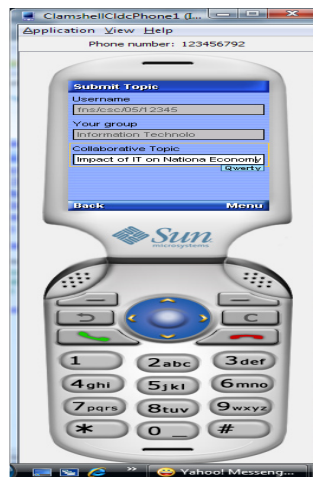 ClamshellCldcPhone1 (I...
Application View Help
Phone number: 123456792
Submit Topic
Username
fns/csc/05/12345
Your group
Information Technolo
Collaborative Topic
Impact of IT on Nationa Economy
Qwerty
Back Menu
Sun
microsystems
C
1 2abc 3def
4ghi 5jkl 6mno
7pqrs 8tuv 9wxyz
* 0 _ #
» Yahoo! Messeng...